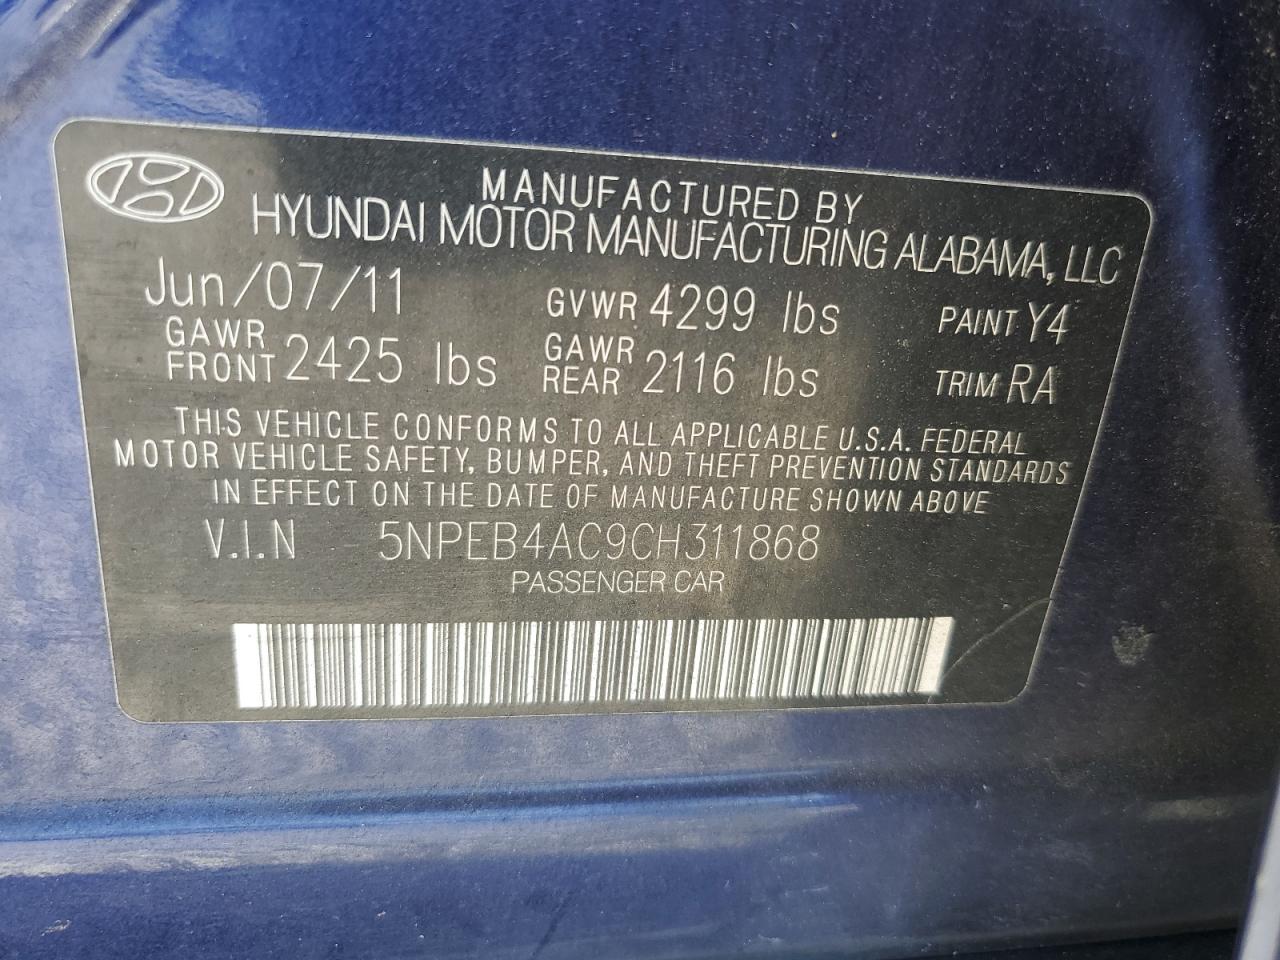 MANUFACTURED BY
HYUNDAI MOTOR MANUFACTURING ALABAMA, LLC
Jun/07/11 GVWR 4299 lbs PAINT Y4
GAWR FRONT 2425 lbs GAWR REAR 2116 lbs TRIM RA
THIS VEHICLE CONFORMS TO ALL APPLICABLE U.S.A. FEDERAL
MOTOR VEHICLE SAFETY, BUMPER, AND THEFT PREVENTION STANDARDS
IN EFFECT ON THE DATE OF MANUFACTURE SHOWN ABOVE
V.I.N 5NPEB4AC9CH311868
PASSENGER CAR